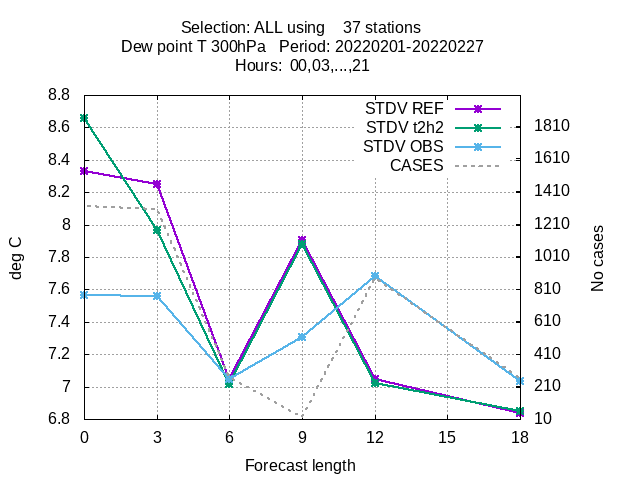 Selection: ALL using 37 stations
Dew point T 300hPa Period: 20220201-20220227
Hours: 00,03,...,21
STDV REF
STDV t2h2
STDV OBS
CASES
8.8
8.6
8.4
8.2
8
7.8
7.6
7.4
7.2
7
6.8
deg C
1810
1610
1410
1210
1010
810
610
410
210
10
No cases
0 3 6 9 12 15 18
Forecast length